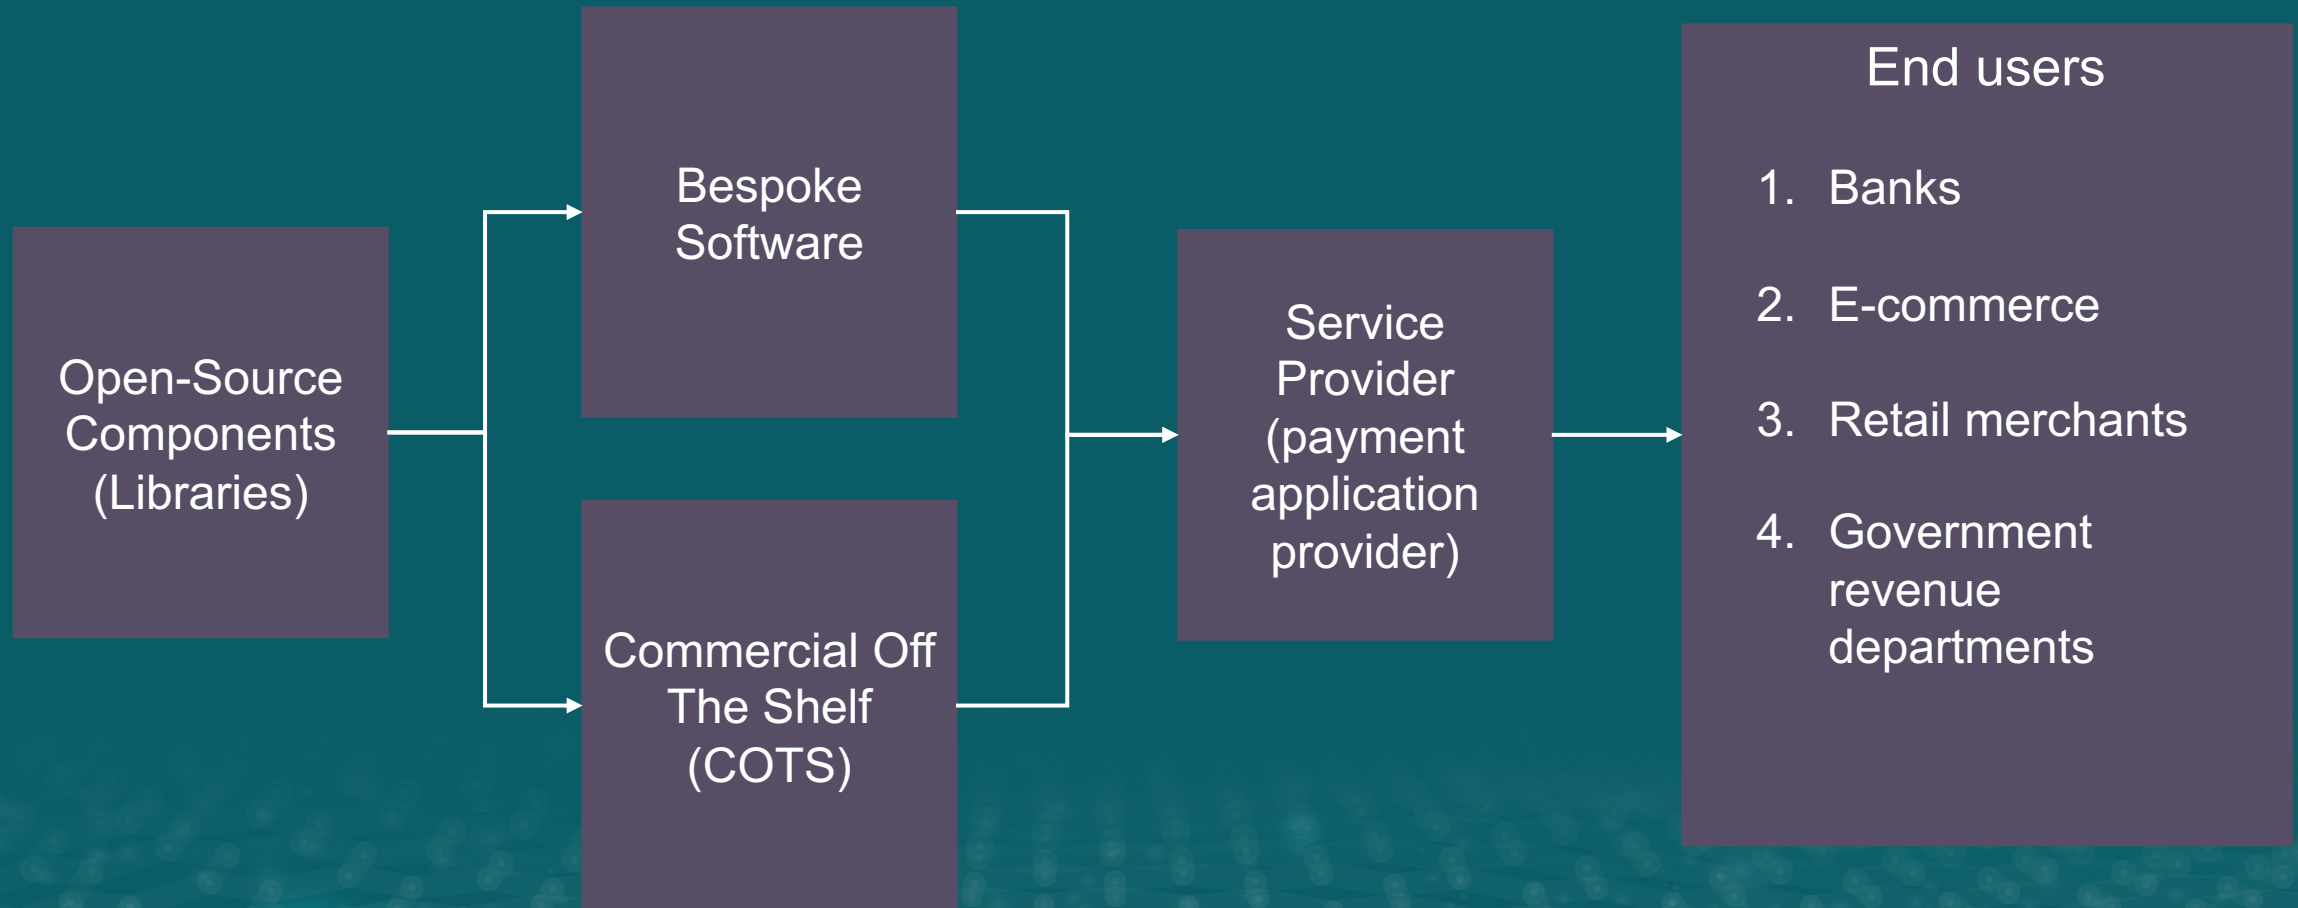 Open-Source
Components
(Libraries)
Bespoke
Software
Commercial Off
The Shelf
(COTS)
Service
Provider
(payment
application
provider)
End users
1. Banks
2. E-commerce
3. Retail merchants
4. Government
revenue
departments